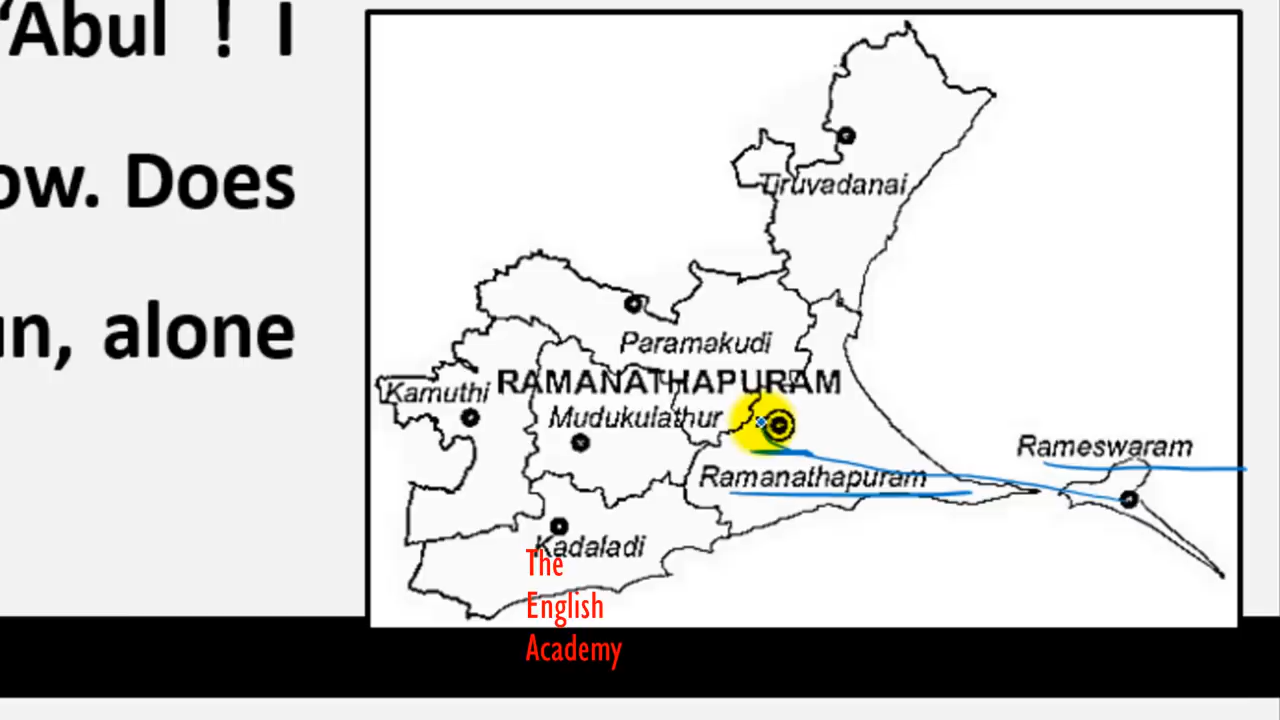 “Abul ! I
ow. Does
un, alone
Tiruvadanai
Paramakudi
Kamuthi
RAMANATHAPURAM
Mudukulathur
Rameswaram
Ramanathapuram
Kadaladi
The
English
Academy